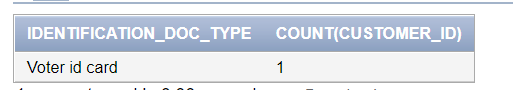 IDENTIFICATION_DOC_TYPE COUNT(CUSTOMER_ID)
Voter id card 1